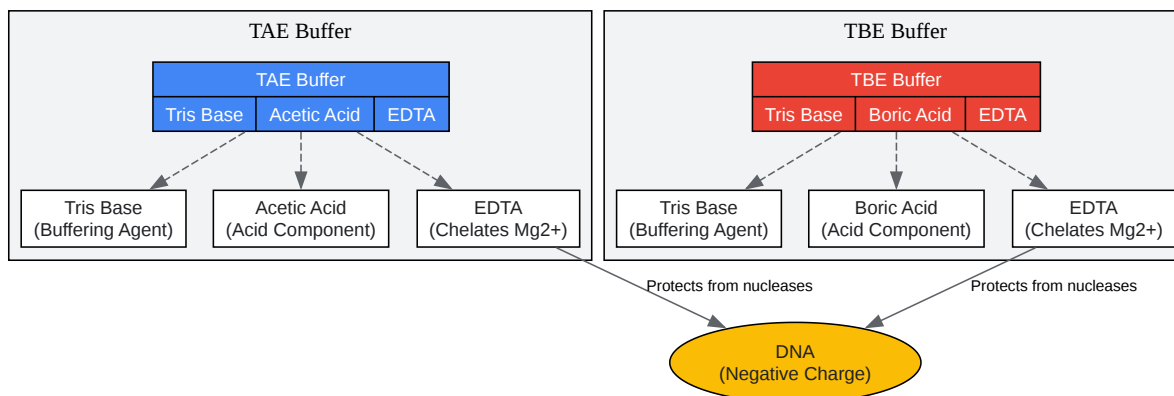 TAE Buffer
TAE Buffer
Tris Base
Acetic Acid
EDTA
Tris Base
(Buffering Agent)
Acetic Acid
(Acid Component)
EDTA
(Chelates Mg2+)
TBE Buffer
TBE Buffer
Tris Base
Boric Acid
EDTA
Tris Base
(Buffering Agent)
Boric Acid
(Acid Component)
EDTA
(Chelates Mg2+)
Protects from nucleases
Protects from nucleases
DNA
(Negative Charge)